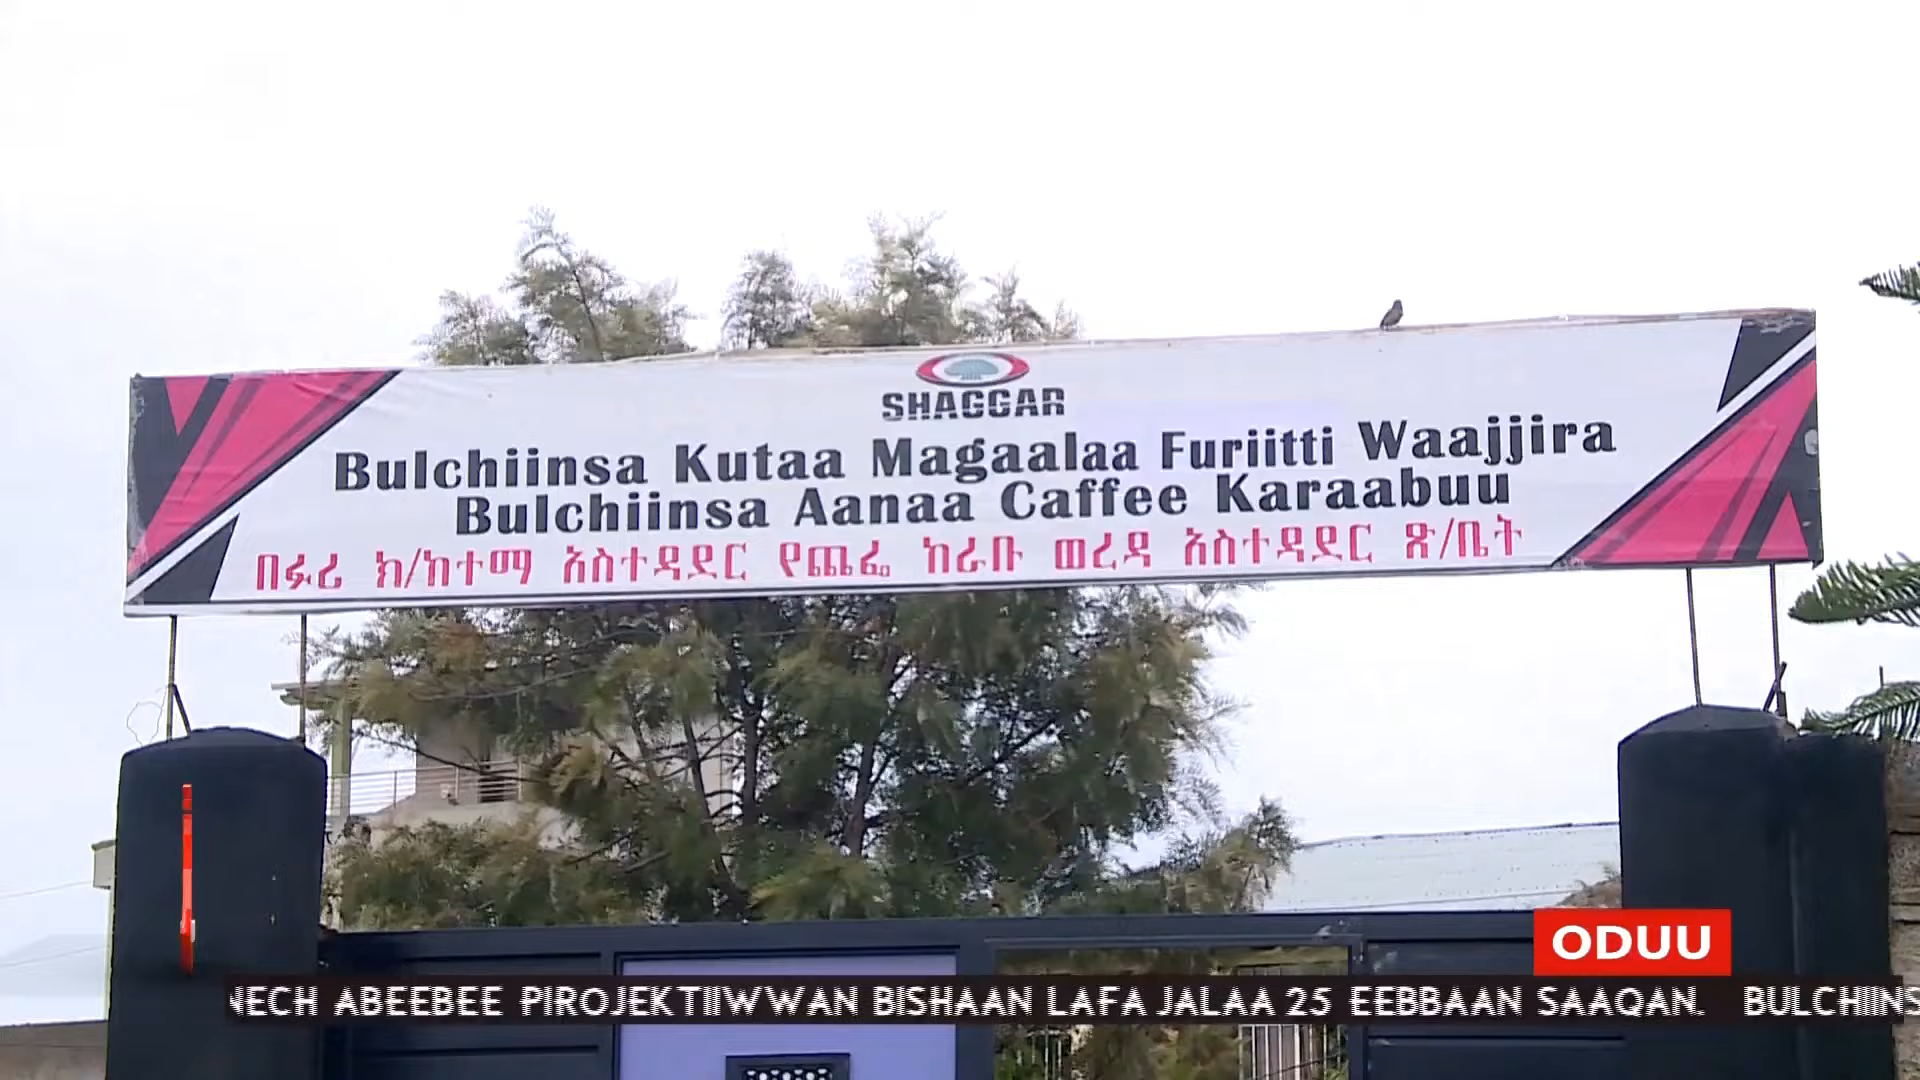 SHAGGAR
Bulchiinsa Kutaa Magaalaa Furiitti Waajjira
Bulchiinsa Aanaa Caffee Karaabuu
በፉሪ ክ/ከተማ አስተዳደር የጨፌ ከራቡ ወረዳ አስተዳደር ጽ/ቤት
ODUU
NECH ABEEBEE PIROJEKTIIWWAN BISHAAN LAFA JALAA 25 EEBBAAN SAAQAN. BULCHIINS